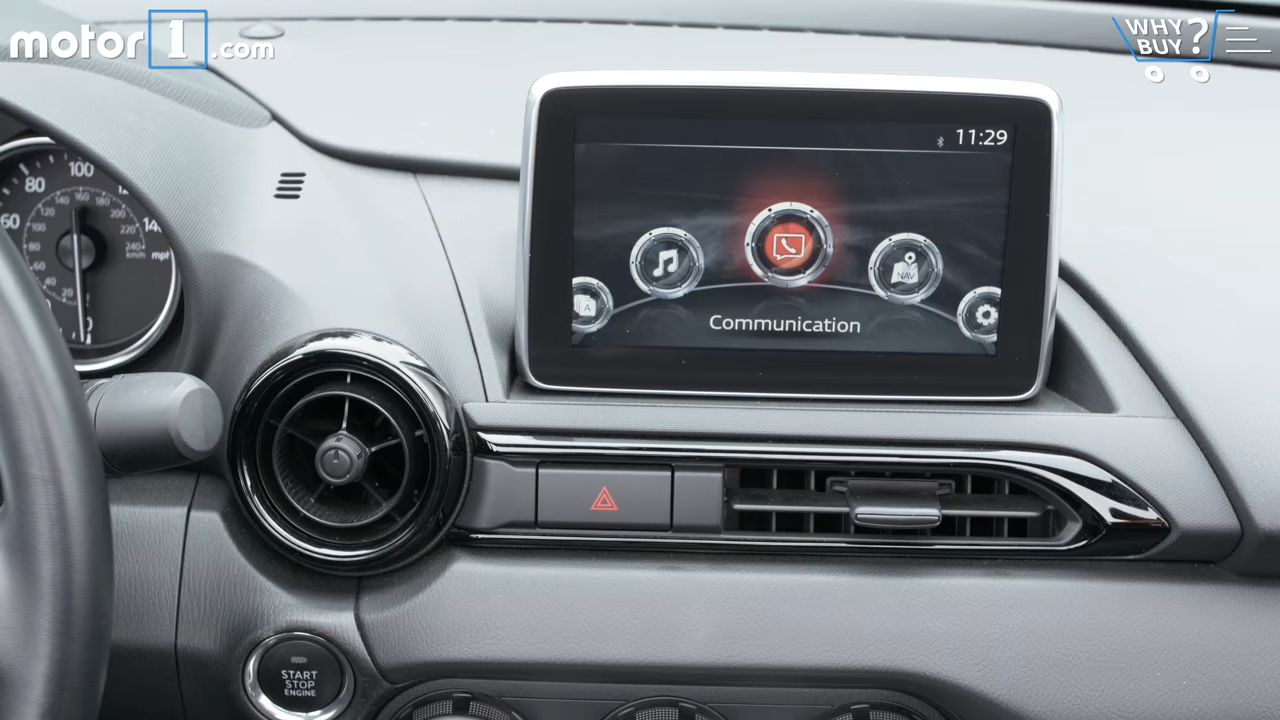 motor1.com
WHY
BUY?
11:29
NAV
A
Communication
60
80
100
140
160
180
120
200
100
220
80
240
60
km/h
mph
40
20
START
STOP
ENGINE